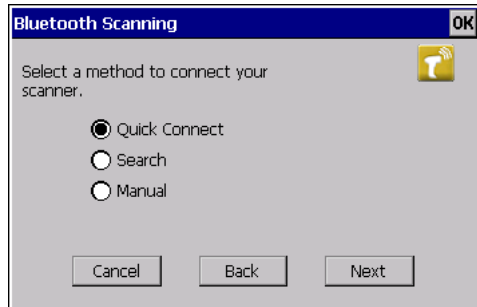 Bluetooth Scanning OK
Select a method to connect your
scanner.
Quick Connect
Search
Manual
Cancel Back Next